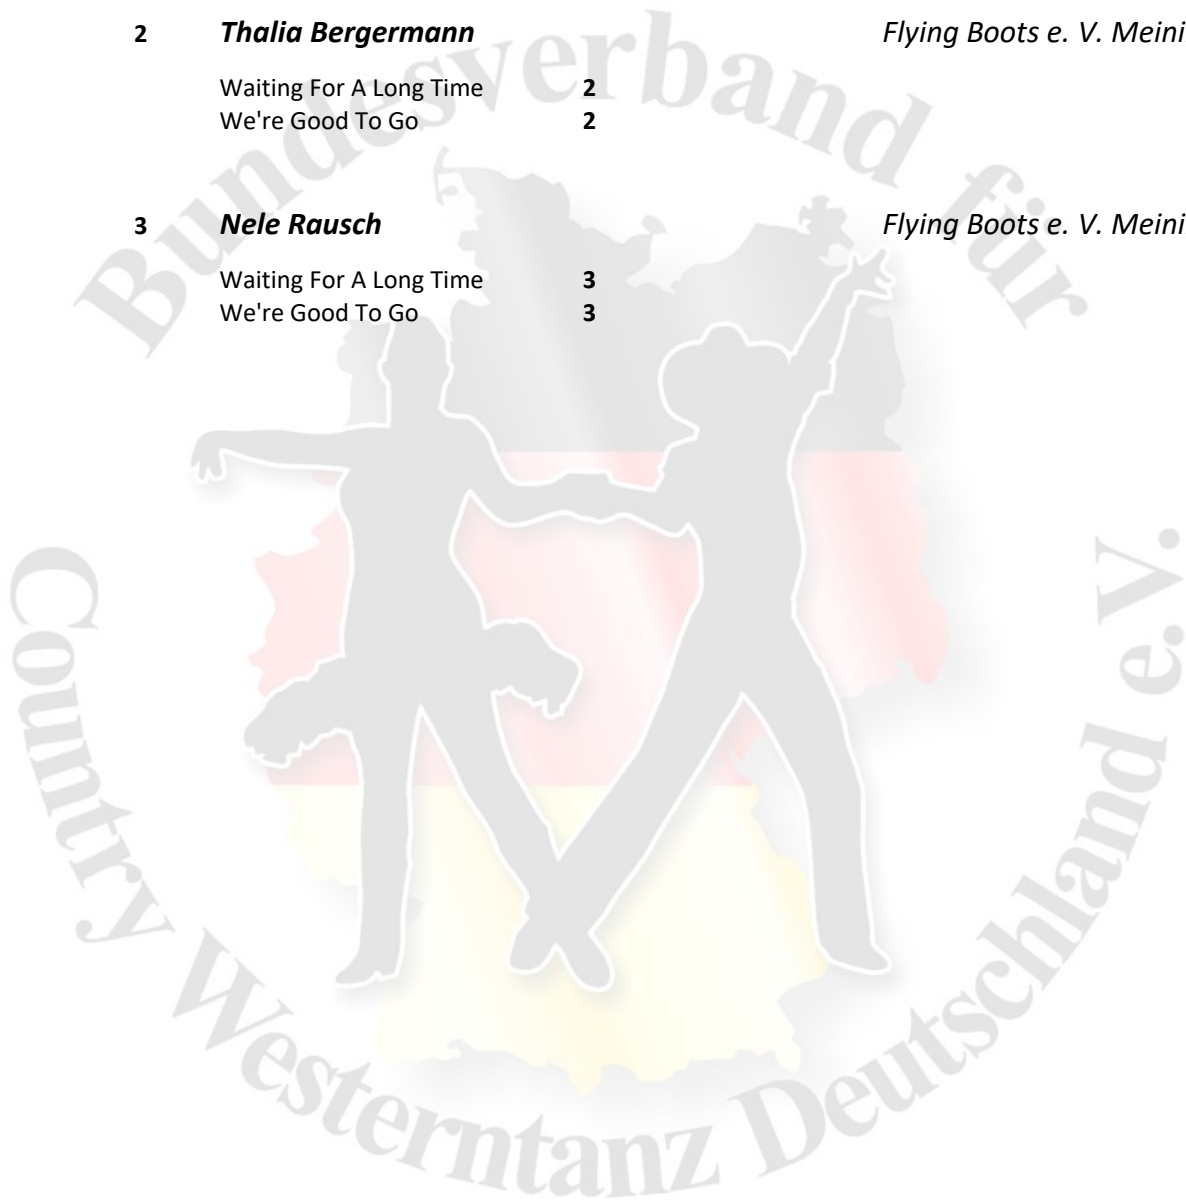 2 Thalia Bergermann Flying Boots e. V. Meini
Waiting For A Long Time 2
We're Good To Go 2
3 Nele Rausch Flying Boots e. V. Meini
Waiting For A Long Time 3
We're Good To Go 3
Bundesverband für
Country Westerntanz Deutschland e.V.